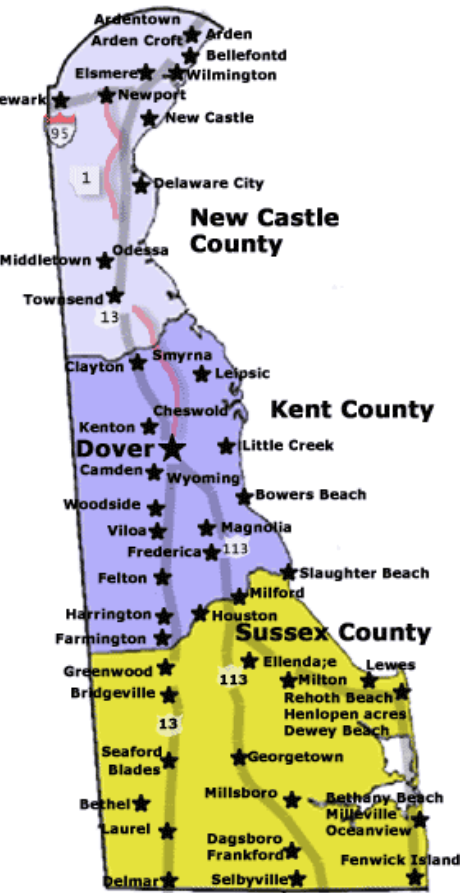 Ardentown
Arden
Arden Croft
Bellefontd
Elsmere
Wilmington
ewark
Newport
New Castle
95
1
Delaware City
New Castle
County
Odessa
Middletown
Townsend
13
Smyrna
Clayton
Leipsic
Cheswold
Kent County
Kenton
Dover
Little Creek
Camden
Wyoming
Bowers Beach
Woodside
Viloa
Magnolia
Frederica
113
Felton
Slaughter Beach
Milford
Harrington
Houston
Farmington
Sussex County
Greenwood
Ellenda;e
Lewes
113
Milton
Bridgeville
Rehoth Beach
Henlopen acres
Dewey Beach
13
Seaford
Blades
Georgetown
Millsboro
Bethel
Bethany Beach
Milleville
Oceanview
Laurel
Dagsboro
Frankford
Fenwick Island
Delmar
Selbyville